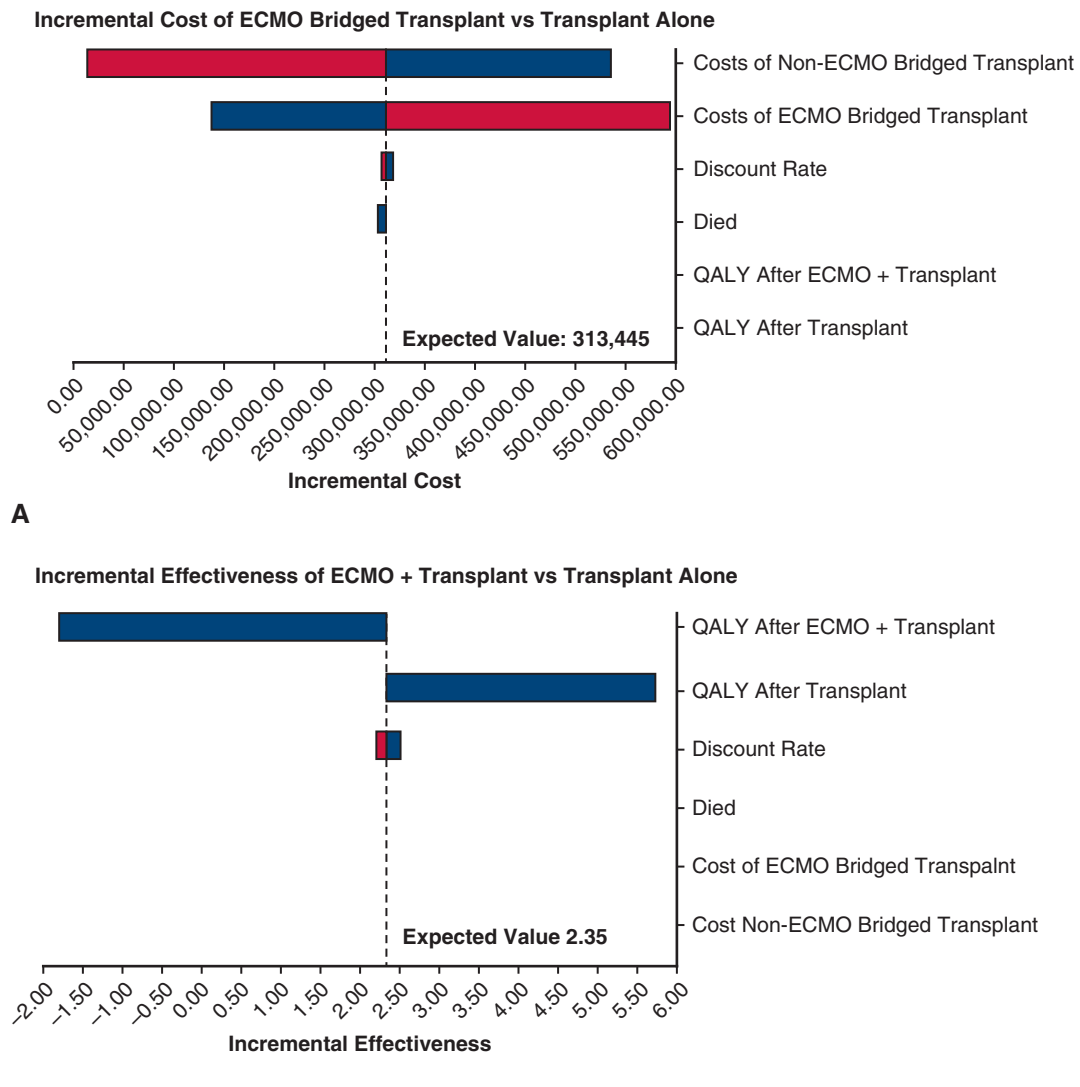 Incremental Cost of ECMO Bridged Transplant vs Transplant Alone
Costs of Non-ECMO Bridged Transplant
Costs of ECMO Bridged Transplant
Discount Rate
Died
QALY After ECMO + Transplant
QALY After Transplant
Expected Value: 313,445
0.00
50,000.00
100,000.00
150,000.00
200,000.00
250,000.00
300,000.00
350,000.00
400,000.00
450,000.00
500,000.00
550,000.00
600,000.00
Incremental Cost
A
Incremental Effectiveness of ECMO + Transplant vs Transplant Alone
QALY After ECMO + Transplant
QALY After Transplant
Discount Rate
Died
Cost of ECMO Bridged Transpalnt
Cost Non-ECMO Bridged Transplant
Expected Value 2.35
–2.00
–1.50
–1.00
–0.50
0.00
0.50
1.00
1.50
2.00
2.50
3.00
3.50
4.00
4.50
5.00
5.50
6.00
Incremental Effectiveness